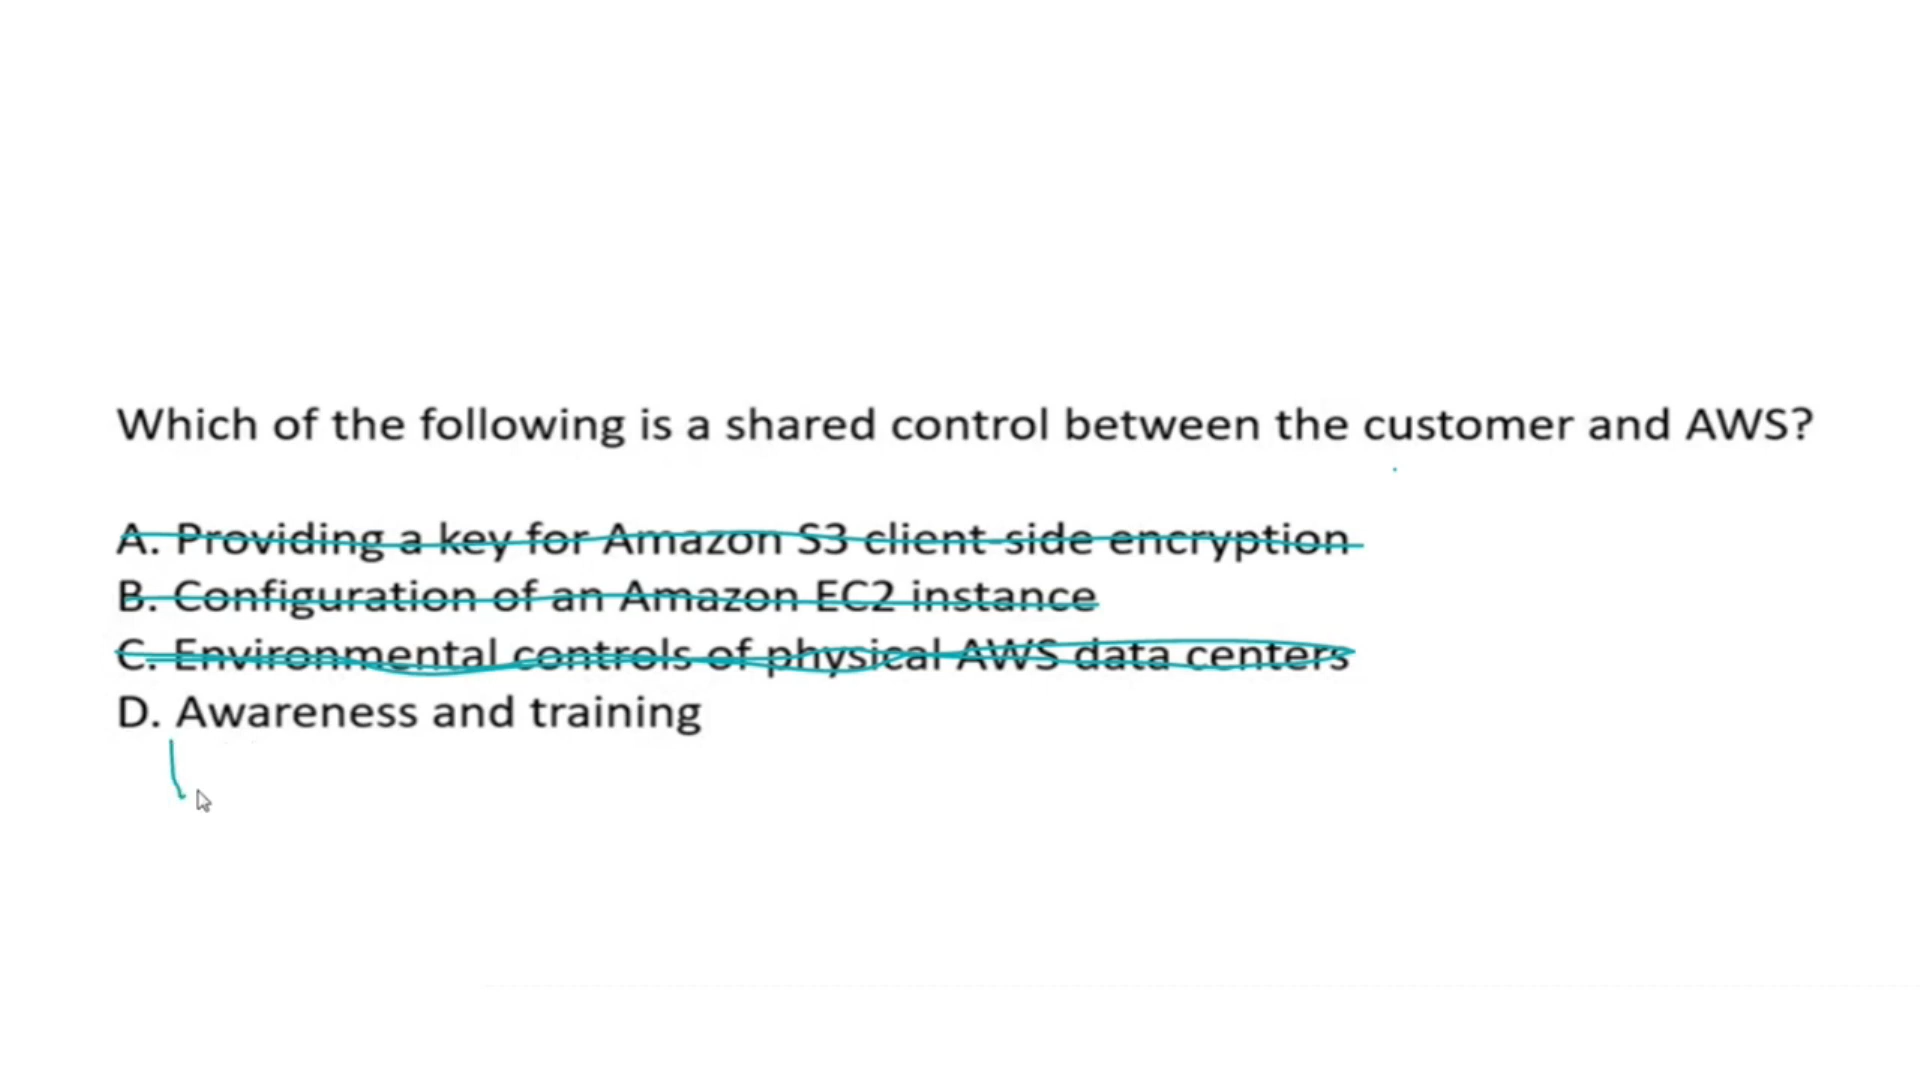 Which of the following is a shared control between the customer and AWS?
A. Providing a key for Amazon S3 client-side encryption
B. Configuration of an Amazon EC2 instance
C. Environmental controls of physical AWS data centers
D. Awareness and training